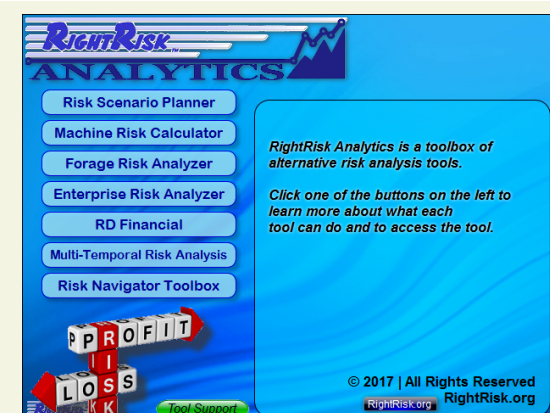 RightRisk™
ANALYTICS
Risk Scenario Planner
Machine Risk Calculator
Forage Risk Analyzer
Enterprise Risk Analyzer
RD Financial
Multi-Temporal Risk Analysis
Risk Navigator Toolbox
RightRisk Analytics is a toolbox of
alternative risk analysis tools.
Click one of the buttons on the left to
learn more about what each
tool can do and to access the tool.
PROFIT
RISK
LOSS
Tool Support
© 2017 | All Rights Reserved
RightRisk.org
RightRisk.org